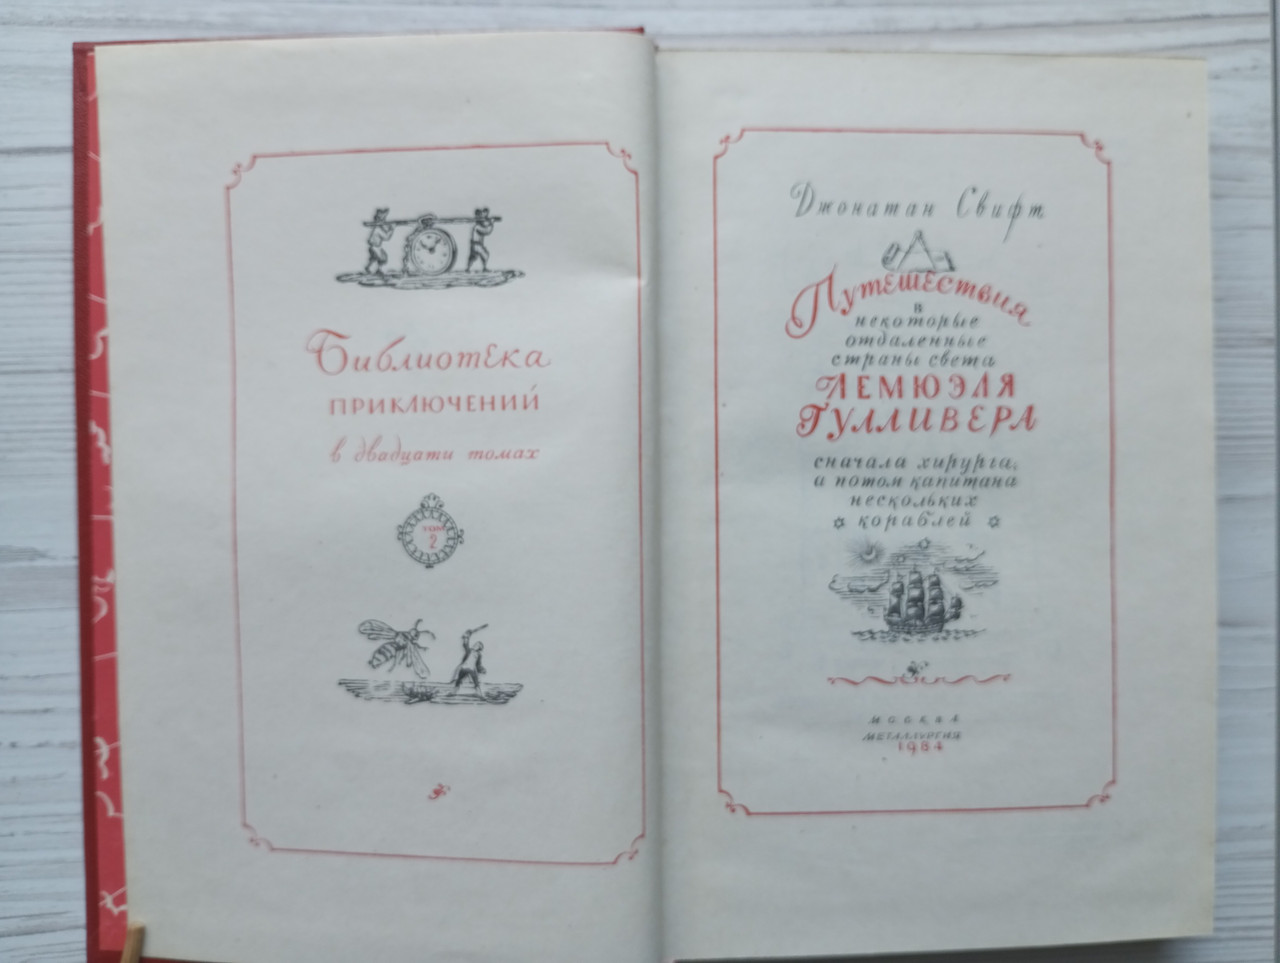 Библиотека
ПРИКЛЮЧЕНИЙ
в двадцати томах
ТОМ
2
Джонатан Свифт
Путешествия
в
некоторые
отдаленные
страны света
ЛЕМЮЭЛЯ
ГУЛЛИВЕРА
сначала хирурга,
а потом капитана
нескольких
кораблей
МОСКВА
МЕТАЛЛУРГИЯ
1984